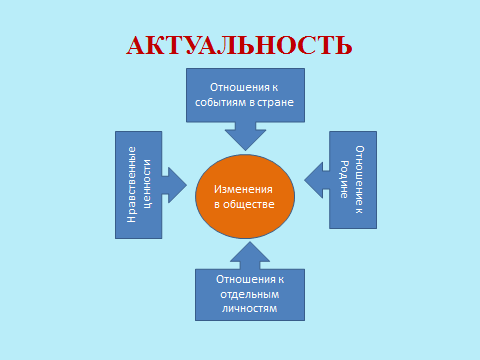 АКТУАЛЬНОСТЬ
Отношения к
событиям в стране
Нравственные
ценности
Изменения
в обществе
Отношение к
Родине
Отношения к
отдельным
личностям